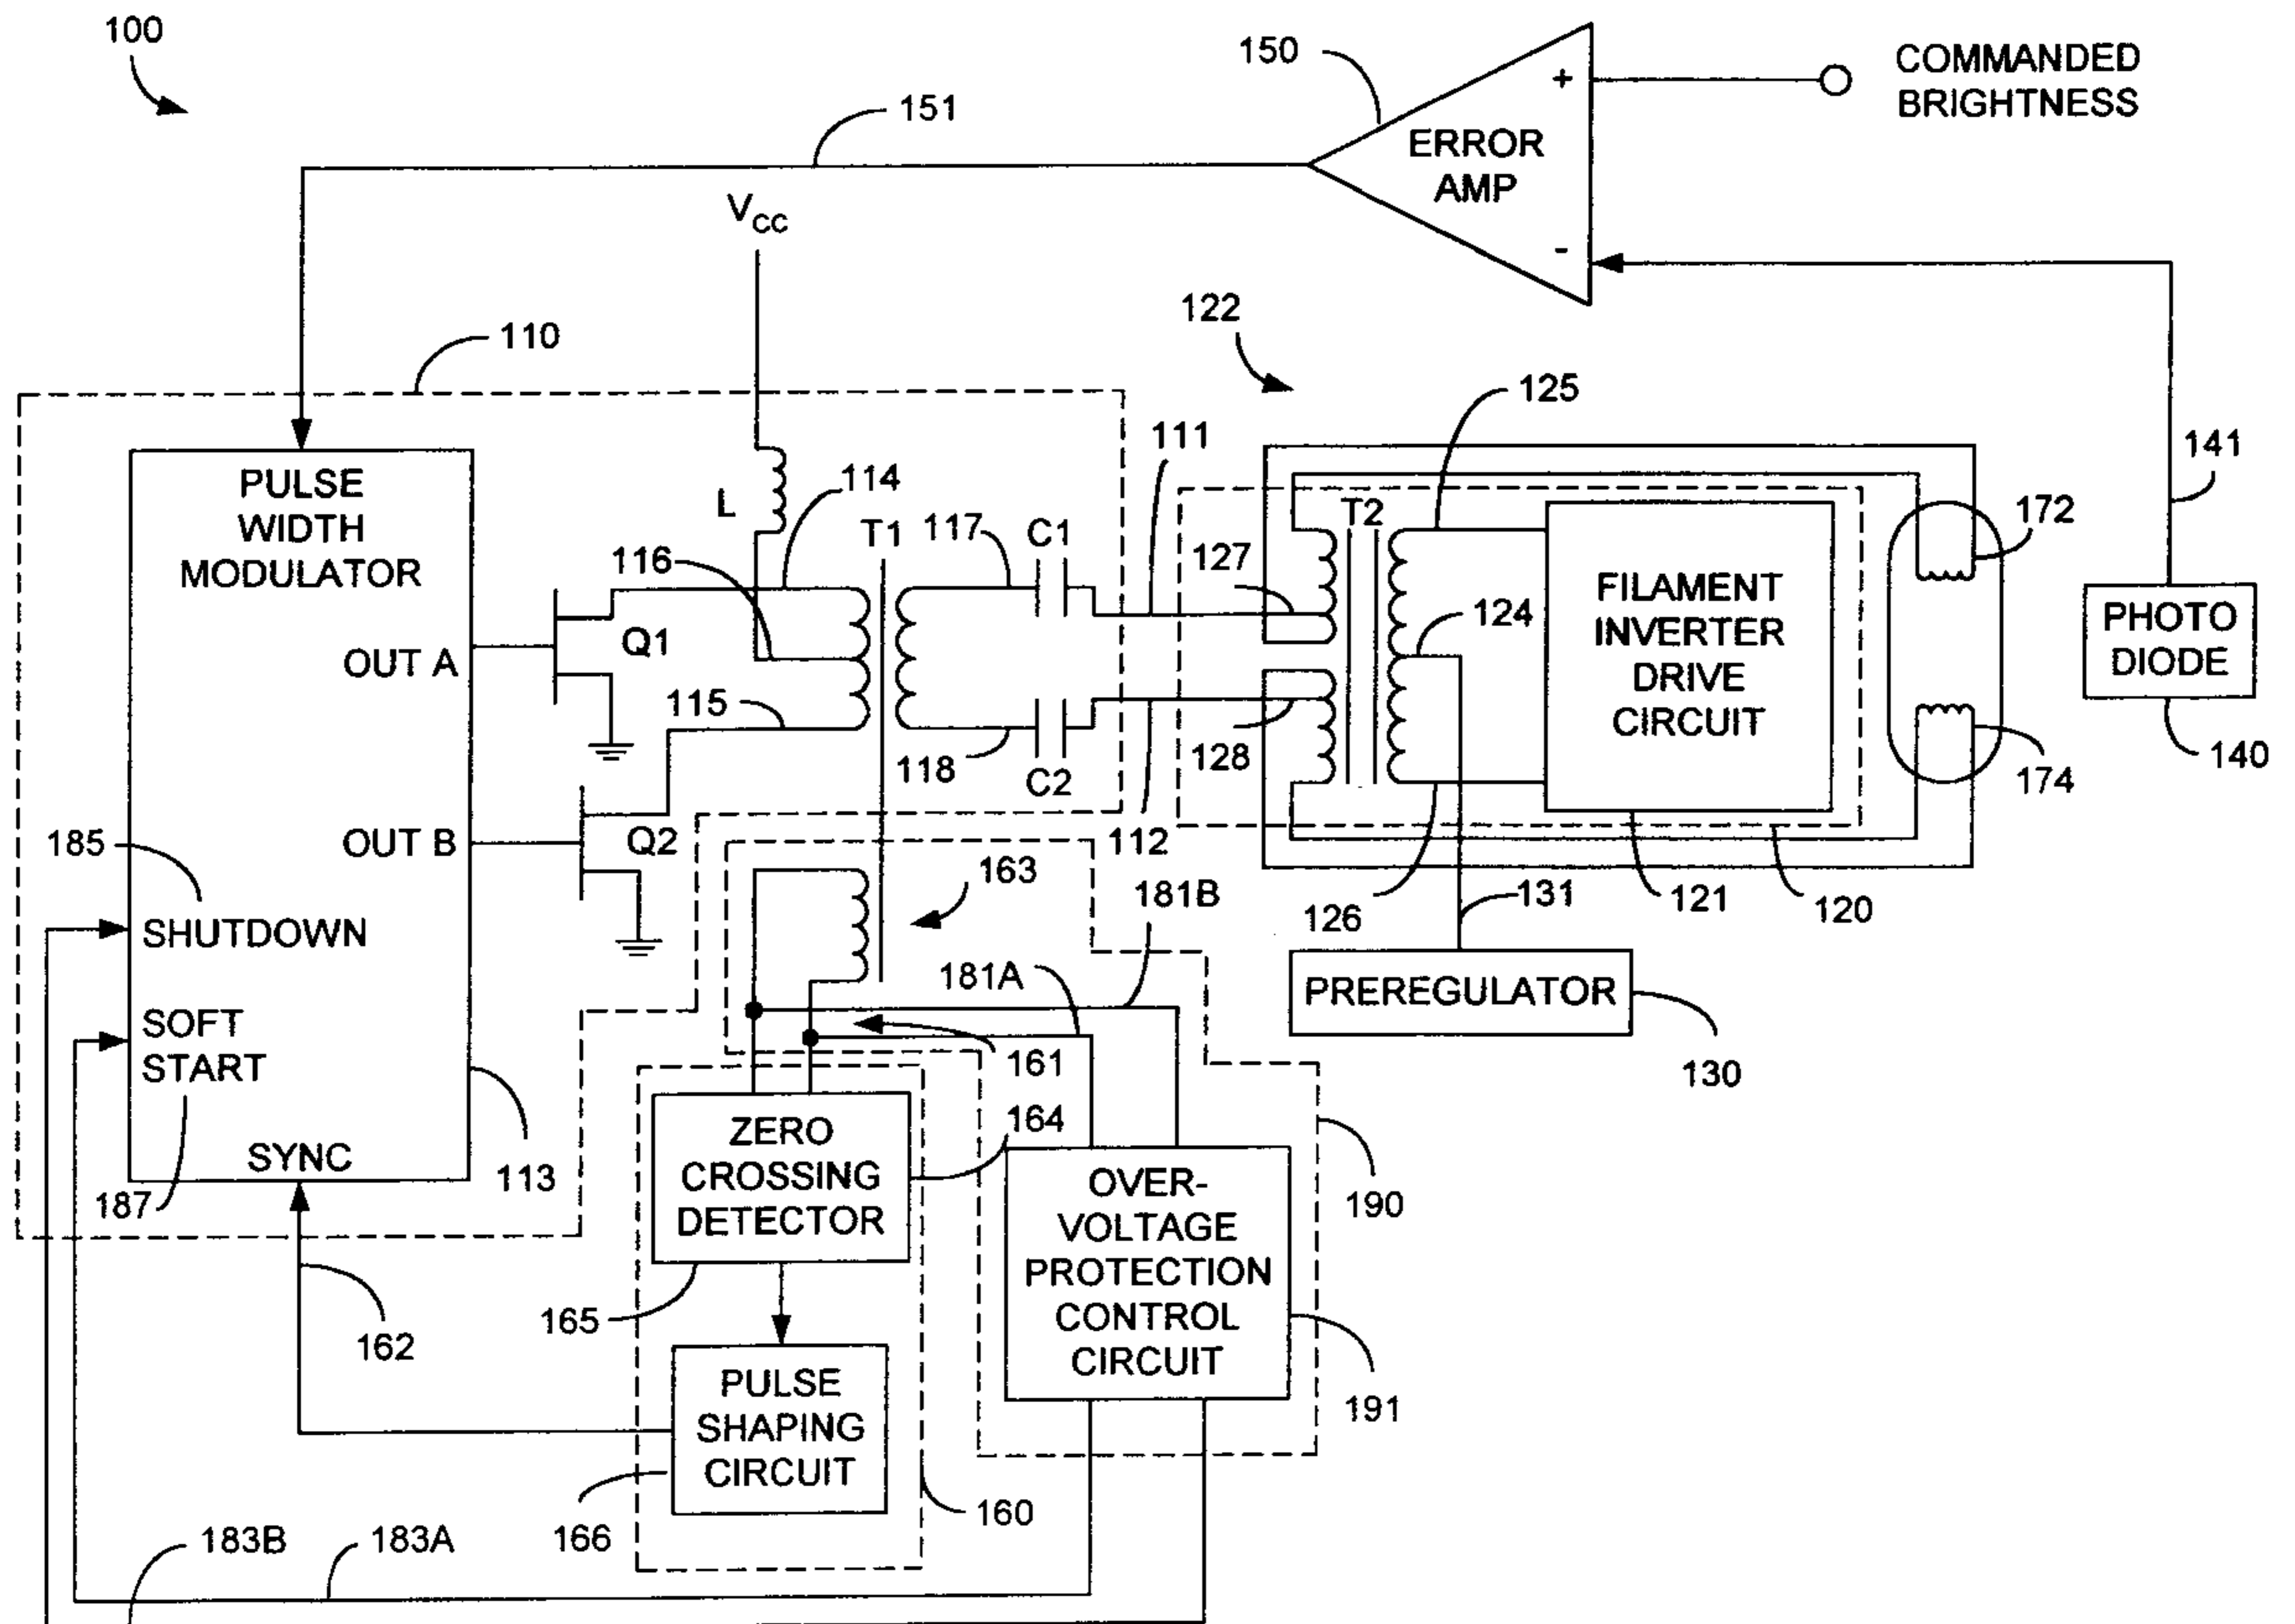 100
150
COMMANDED
BRIGHTNESS
+
ERROR
AMP
-
151
V_CC
122
110
125
141
PULSE
WIDTH
MODULATOR
L
114
111
T1
117
C1
T2
127
172
116
124
FILAMENT
INVERTER
DRIVE
CIRCUIT
PHOTO
DIODE
OUT A
Q1
115
118
C2
128
140
174
185
OUT B
Q2
112
163
181B
126
131
121
120
SHUTDOWN
181A
PREREGULATOR
SOFT
START
161
130
164
ZERO
CROSSING
DETECTOR
SYNC
187
113
OVER-
VOLTAGE
PROTECTION
CONTROL
CIRCUIT
190
162
165
PULSE
SHAPING
CIRCUIT
191
160
166
183B
183A